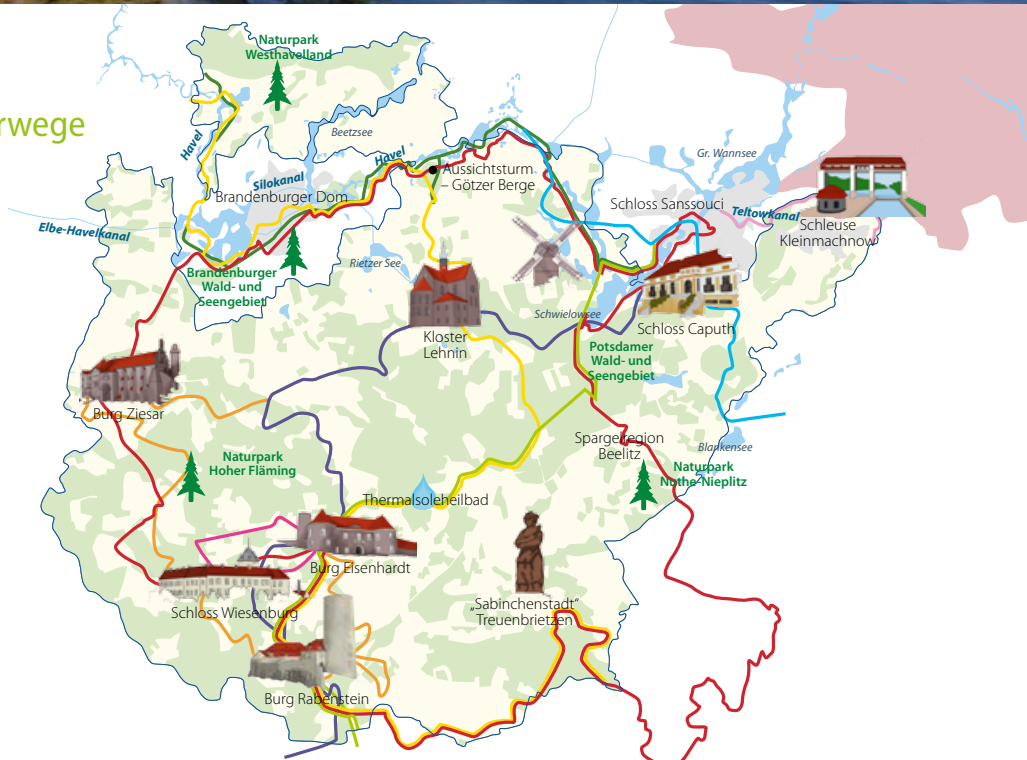 Naturpark
Westhavelland
rwege
Havel
Beetzsee
Havel
Gr. Wannsee
Silokanal
Aussichtsturm
– Götzer Berge
Brandenburger Dom
Schloss Sanssouci
Teltowkanal
Schleuse
Kleinmachnow
Elbe-Havelkanal
Rietzer See
Brandenburger
Wald- und
Seengebiet
Schwielowsee
Schloss Caputh
Kloster
Lehnin
Potsdamer
Wald- und
Seengebiet
Burg Ziesar
Spargelregion
Beelitz
Blankensee
Naturpark
Hoher Fläming
Naturpark
Nuthe-Nieplitz
Thermalsoleheilbad
Burg Eisenhardt
Schloss Wiesenburg
„Sabinchenstadt“
Treuenbrietzen
Burg Rabenstein